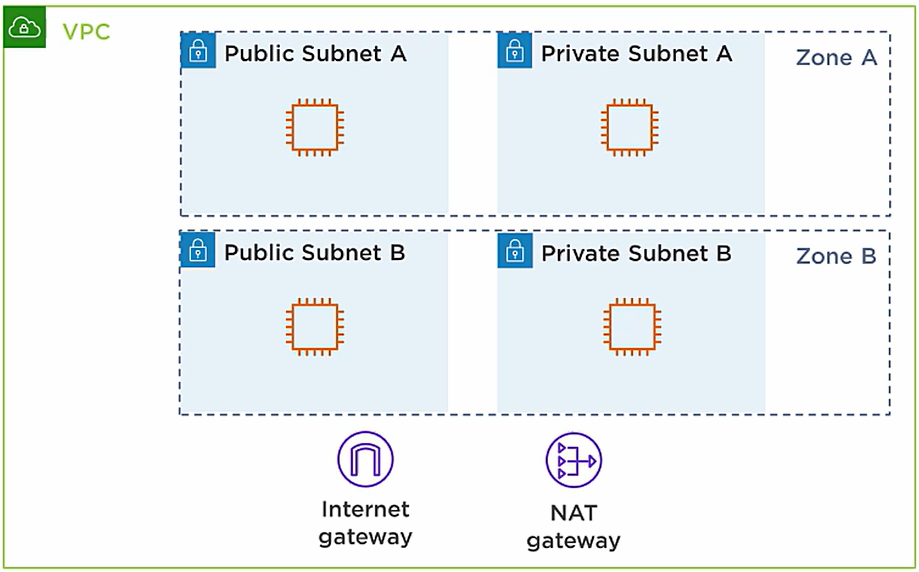 VPC
Public Subnet A
Private Subnet A
Zone A
Public Subnet B
Private Subnet B
Zone B
Internet
gateway
NAT
gateway